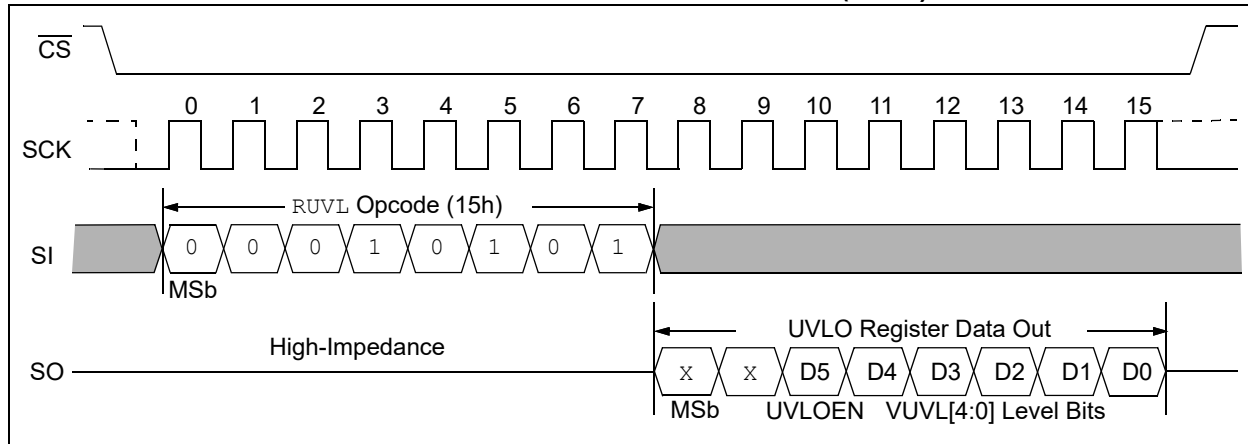 CS
0 1 2 3 4 5 6 7 8 9 10 11 12 13 14 15
SCK
RUVL Opcode (15h)
SI 0 0 0 1 0 1 0 1
MSb
UVLO Register Data Out
High-Impedance
SO X X D5 D4 D3 D2 D1 D0
MSb UVLOEN VUVL[4:0] Level Bits